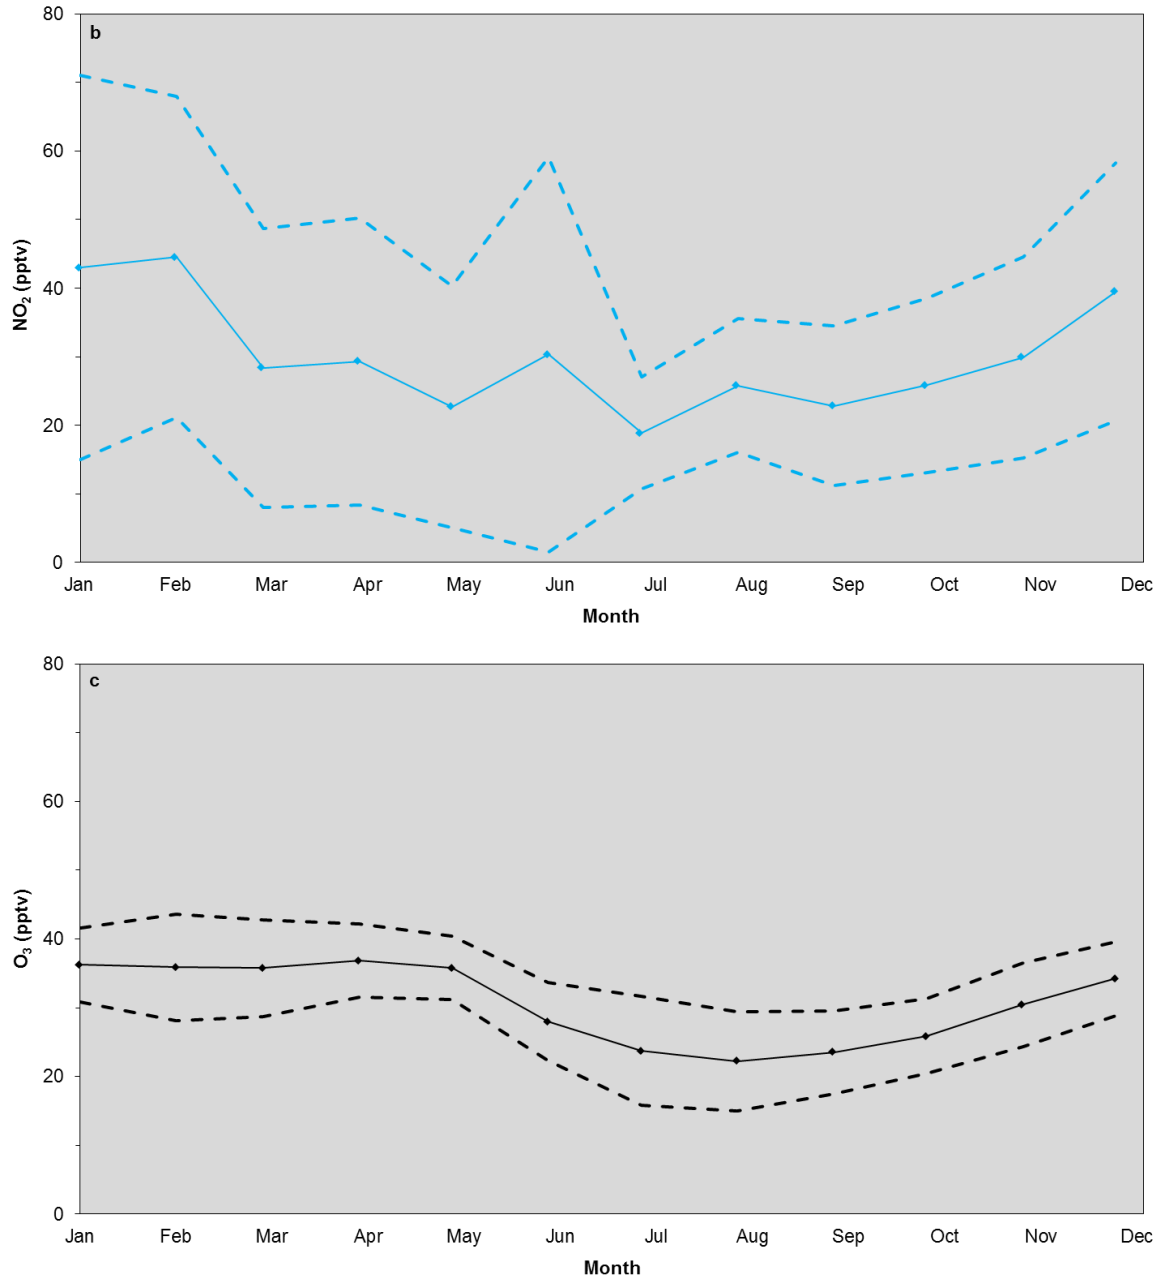 b
80
60
40
20
0
NO₂ (pptv)
Jan Feb Mar Apr May Jun Jul Aug Sep Oct Nov Dec
Month
c
80
60
40
20
0
O₃ (pptv)
Jan Feb Mar Apr May Jun Jul Aug Sep Oct Nov Dec
Month